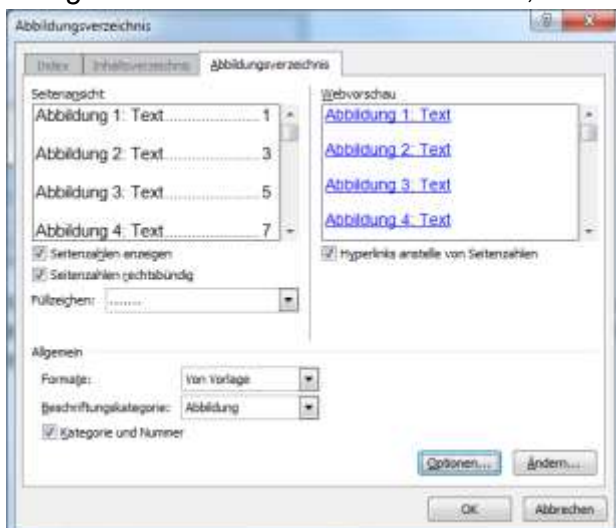 Abbildungsverzeichnis
Index
Inhaltsverzeichnis
Abbildungsverzeichnis
Seitenansicht
Abbildung 1: Text................1
Abbildung 2: Text................3
Abbildung 3: Text................5
Abbildung 4: Text................7
Seitenzahlen anzeigen
Seitenzahlen rechtsbündig
Füllzeichen: .......
Webvorschau
Abbildung 1: Text
Abbildung 2: Text
Abbildung 3: Text
Abbildung 4: Text
Hyperlinks anstelle von Seitenzahlen
Allgemein
Formate: Von Vorlage
Beschriftungskategorie: Abbildung
Kategorie und Nummer
Optionen... Ändern...
OK Abbrechen